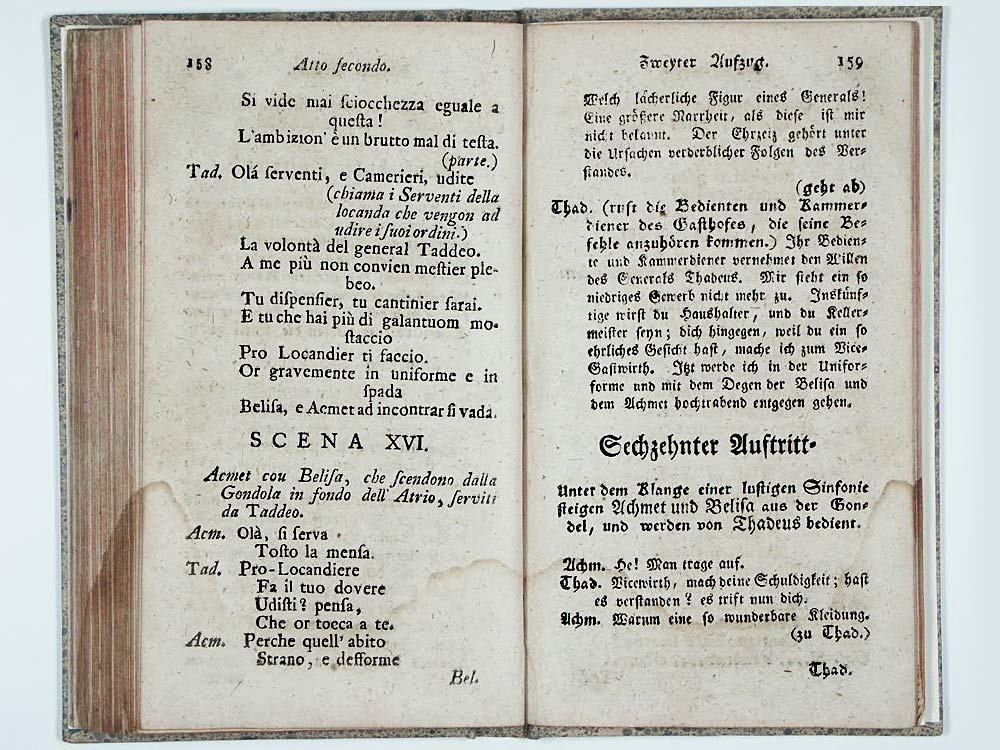 158 Atto secondo.
Si vide mai sciocchezza eguale a
questa !
L'ambizion' è un brutto mal di testa.
(parte.)
Tad. Olá serventi, e Camerieri, udite
(chiama i Serventi della
locanda che vengon ad
udire i suoi ordini.)
La volontà del general Taddeo.
A me più non convien mestier ple-
beo.
Tu dispensier, tu cantinier sarai.
E tu che hai più di galantuom mo-
staccio
Pro Locandier ti faccio.
Or gravemente in uniforme e in
spada
Belisa, e Acmet ad incontrar si vada.
SCENA XVI.
Acmet cou Belisa, che scendono dalla
Gondola in fondo dell' Atrio, serviti
da Taddeo.
Acm. Olà, si serva
Tosto la mensa.
Tad. Pro-Locandiere
Fa il tuo dovere
Udisti? pensa,
Che or tocca a te.
Acm. Perche quell' abito
Strano, e defforme
Bel.
Zweyter Aufzug. 159
Welch lächerliche Figur eines Generals!
Eine größere Narrheit, als diese ist mir
nicht bekannt. Der Ehrgeiz gehört unter
die Ursachen verderblicher Folgen des Ver-
standes.
(geht ab)
Thad. (ruft die Bedienten und Kammer-
diener des Gasthofes, die seine Be-
fehle anzuhören kommen.) Ihr Bedien-
te und Kammerdiener vernehmet den Willen
des Generals Thadeus. Mir steht ein so
niedriges Gewerb nicht mehr zu. Inskünf-
tige wirst du Haushalter, und du Keller-
meister seyn; dich hingegen, weil du ein so
ehrliches Gesicht hast, mache ich zum Vice-
Gastwirth. Itzt werde ich in der Unifor-
forme und mit dem Degen der Belisa und
dem Achmet hochtrabend entgegen gehen.
Sechzehnter Auftritt.
Unter dem Klange einer lustigen Sinfonie
steigen Achmet und Belisa aus der Gon-
del, und werden von Thadeus bedient.
Achm. He! Man trage auf.
Thad. Vicewirth, mach deine Schuldigkeit; hast
es verstanden? es trift nun dich.
Achm. Warum eine so wunderbare Kleidung.
(zu Thad.)
Thad.